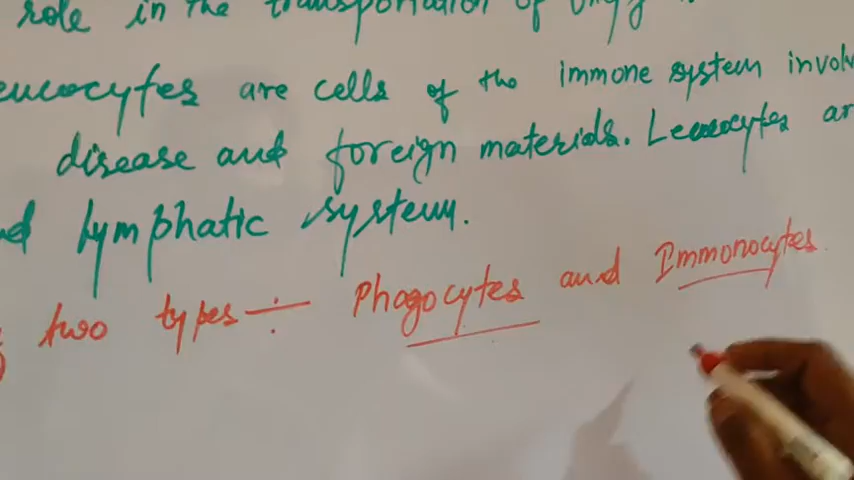 role in the transportation of
eucocytes are cells of the immone system involv
disease and foreign materials. Leucocytes ar
nd lymphatic system.
two types ÷ Phagocytes and Immonocytes